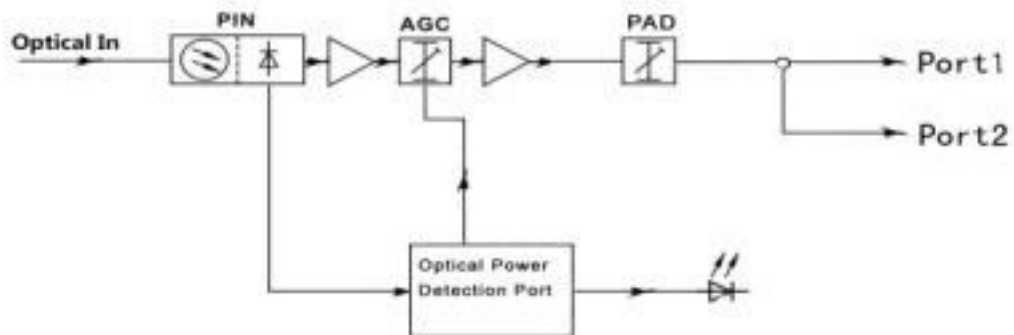 PIN
AGC
PAD
Optical In
Port1
Port2
Optical Power
Detection Port